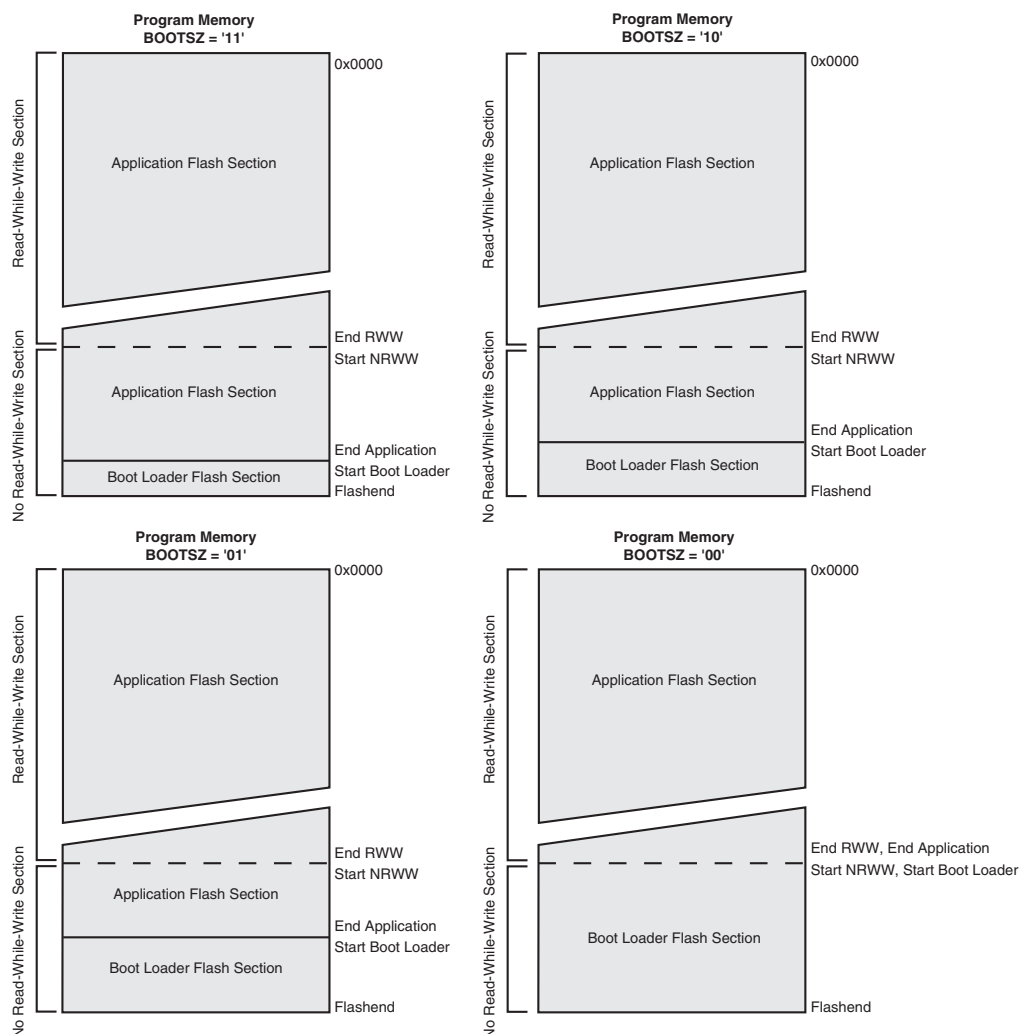 Program Memory
BOOTSZ = '11'
0x0000
Read-While-Write Section
Application Flash Section
End RWW
Start NRWW
No Read-While-Write Section
Application Flash Section
End Application
Start Boot Loader
Boot Loader Flash Section
Flashend
Program Memory
BOOTSZ = '10'
0x0000
Read-While-Write Section
Application Flash Section
End RWW
Start NRWW
No Read-While-Write Section
Application Flash Section
End Application
Start Boot Loader
Boot Loader Flash Section
Flashend
Program Memory
BOOTSZ = '01'
0x0000
Read-While-Write Section
Application Flash Section
End RWW
Start NRWW
No Read-While-Write Section
Application Flash Section
End Application
Start Boot Loader
Boot Loader Flash Section
Flashend
Program Memory
BOOTSZ = '00'
0x0000
Read-While-Write Section
Application Flash Section
End RWW, End Application
Start NRWW, Start Boot Loader
No Read-While-Write Section
Boot Loader Flash Section
Flashend